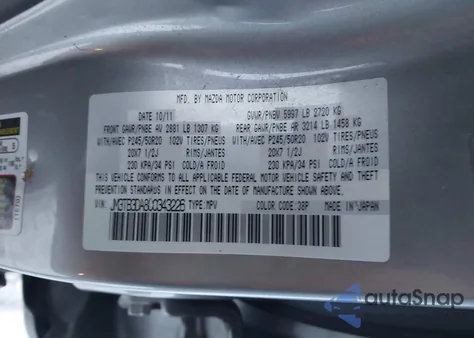 MFD. BY MAZDA MOTOR CORPORATION
DATE 10/11 GVWR/PNBV 5997 LB 2720 KG
FRONT GAWR/PNBE AV 2881 LB 1307 KG REAR GAWR/PNBE AR 3214 LB 1458 KG
WITH/AVEC P245/50R20 102V TIRES/PNEUS WITH/AVEC P245/50R20 102V TIRES/PNEUS
20X7 1/2J RIMS/JANTES 20X7 1/2J RIMS/JANTES
230 KPA/34 PSI COLD/A FROID 230 KPA/34 PSI COLD/A FROID
THIS VEHICLE CONFORMS TO ALL APPLICABLE FEDERAL MOTOR VEHICLE SAFETY AND THEFT
PREVENTION STANDARDS IN EFFECT ON THE DATE OF MANUFACTURE SHOWN ABOVE.
VIN: JM3TB3DA8C0343226 TYPE:MPV COLOR CODE:38P MADE IN JAPAN
autoSnap